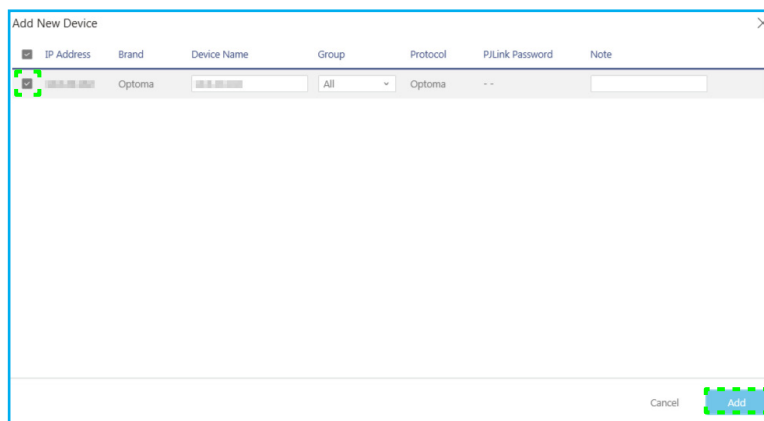 Add New Device
IP Address Brand Device Name Group Protocol PJLink Password Note
Optoma All Optoma - -
Cancel Add